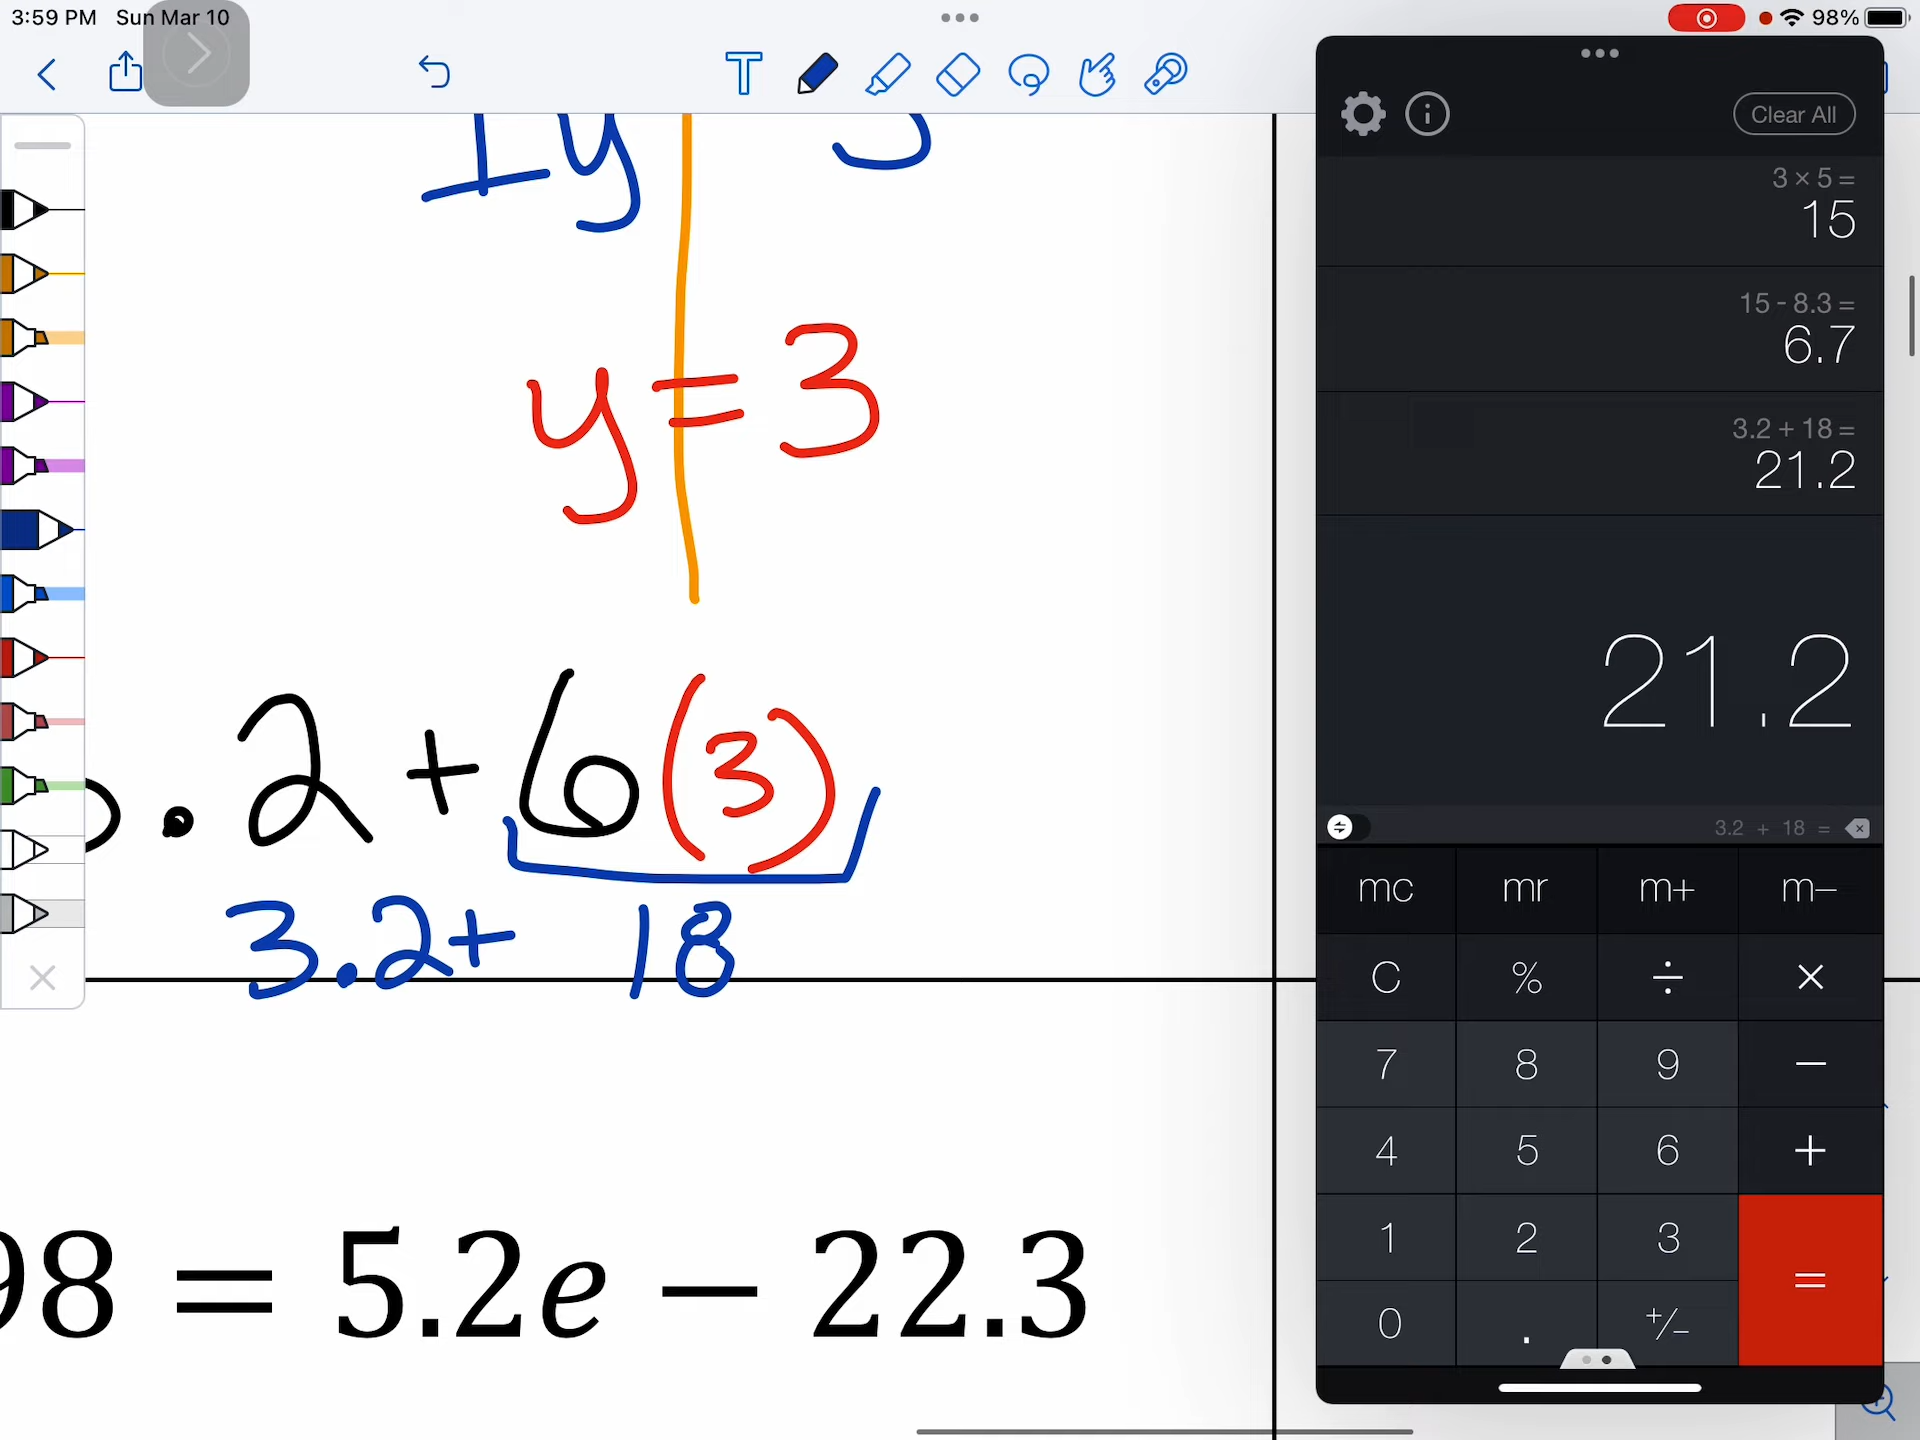 3:59 PM Sun Mar 10
98%
T
1y
y = 3
.2 + 6(3)
3.2 + 18
98 = 5.2e − 22.3
Clear All
3 × 5 =
15
15 - 8.3 =
6.7
3.2 + 18 =
21.2
21.2
3.2 + 18 =
mc mr m+ m−
C % ÷ ×
7 8 9 −
4 5 6 +
1 2 3 =
0 . +/−